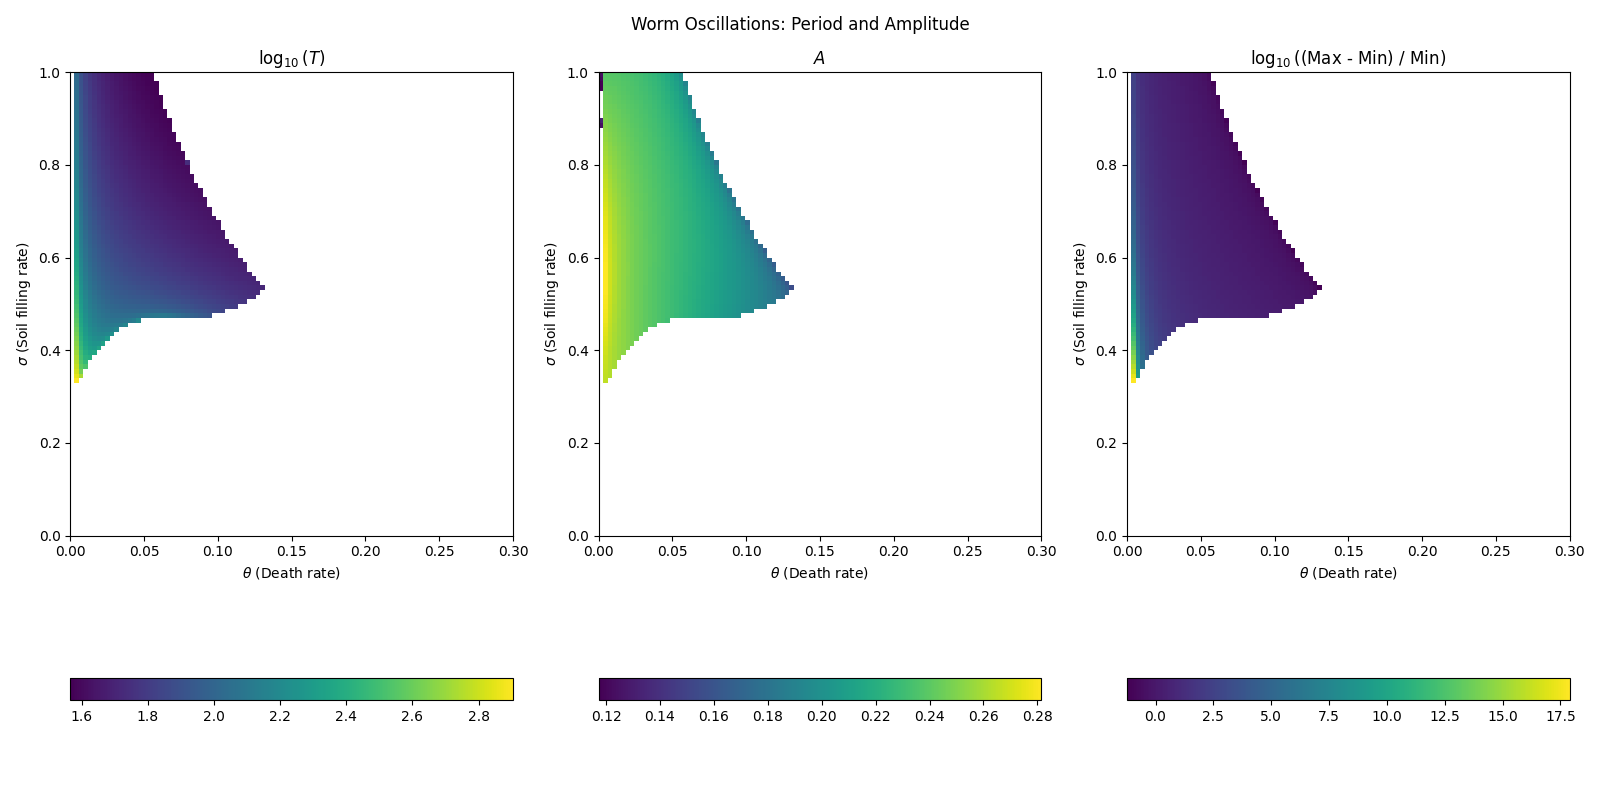 Worm Oscillations: Period and Amplitude
log₁₀ (T)
1.0
0.8
0.6
0.4
0.2
0.0
σ (Soil filling rate)
0.00 0.05 0.10 0.15 0.20 0.25 0.30
θ (Death rate)
1.6 1.8 2.0 2.2 2.4 2.6 2.8
A
1.0
0.8
0.6
0.4
0.2
0.0
σ (Soil filling rate)
0.00 0.05 0.10 0.15 0.20 0.25 0.30
θ (Death rate)
0.12 0.14 0.16 0.18 0.20 0.22 0.24 0.26 0.28
log₁₀ ((Max - Min) / Min)
1.0
0.8
0.6
0.4
0.2
0.0
σ (Soil filling rate)
0.00 0.05 0.10 0.15 0.20 0.25 0.30
θ (Death rate)
0.0 2.5 5.0 7.5 10.0 12.5 15.0 17.5